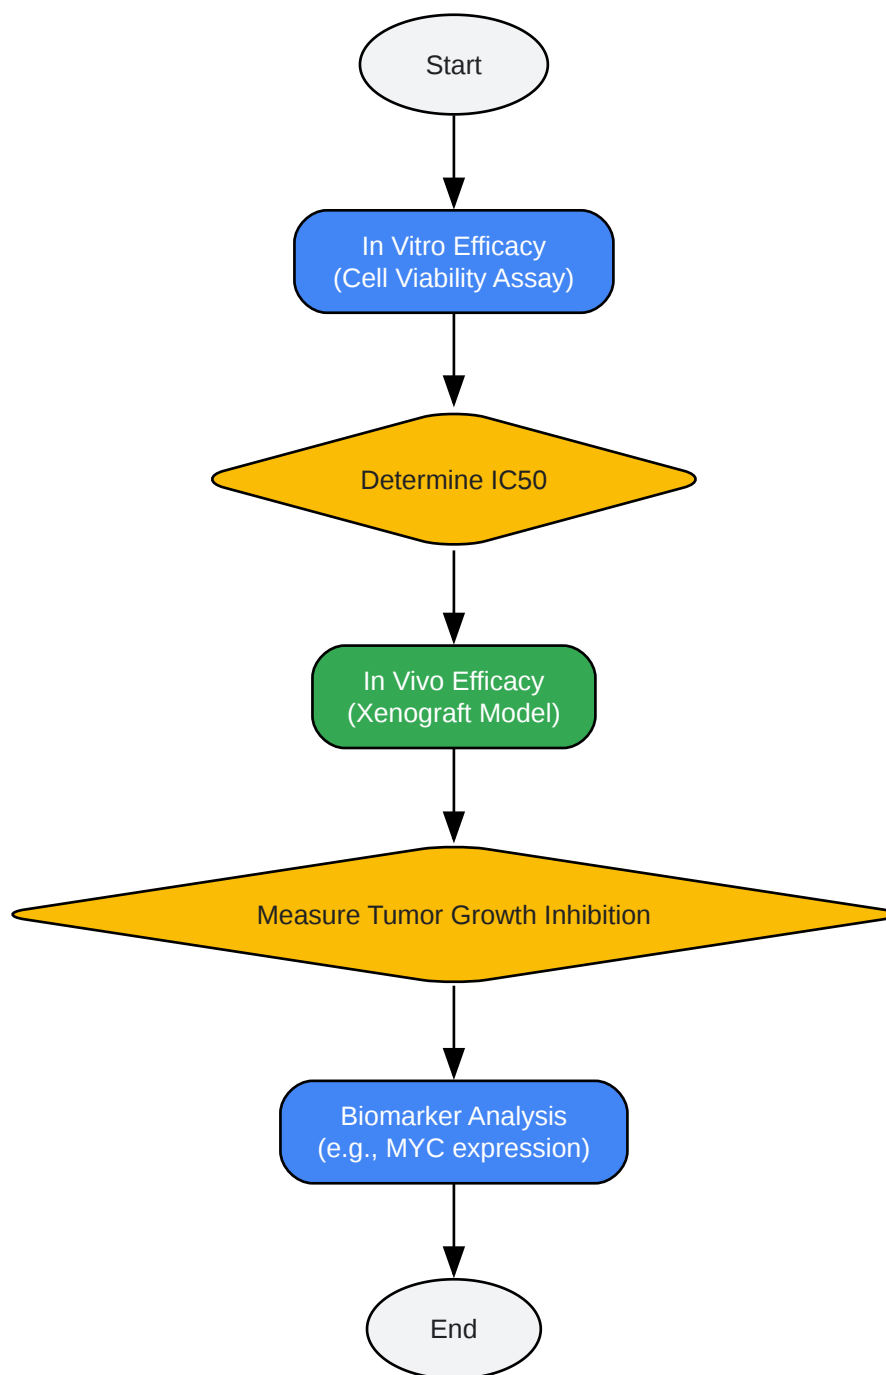 Start
In Vitro Efficacy
(Cell Viability Assay)
Determine IC50
In Vivo Efficacy
(Xenograft Model)
Measure Tumor Growth Inhibition
Biomarker Analysis
(e.g., MYC expression)
End